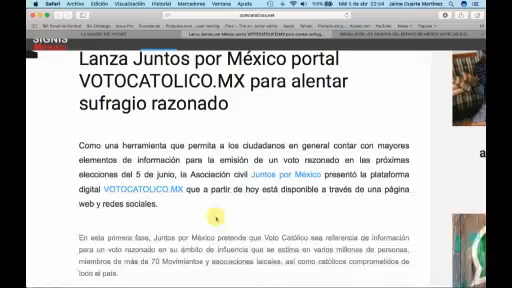 Safari Archivo Edición Visualización Historial Marcadores Ventana Ayuda
Mié 5 de abr 22:54 Jaime Duarte Martínez
comcatolicos.net
SIGNIS
México
Lanza Juntos por México portal
VOTOCATOLICO.MX para alentar
sufragio razonado
Como una herramienta que permita a los ciudadanos en general contar con mayores
elementos de información para la emisión de un voto razonado en las próximas
elecciones del 5 de junio, la Asociación civil Juntos por México presentó la plataforma
digital VOTOCATOLICO.MX que a partir de hoy está disponible a través de una página
web y redes sociales.
En esta primera fase, Juntos por México pretende que Voto Católico sea referencia de información
para un voto razonado en su ámbito de influencia que se estima en varios millones de personas,
miembros de más de 70 Movimientos y asociaciones laicales, así como católicos comprometidos de
todo el país.
a